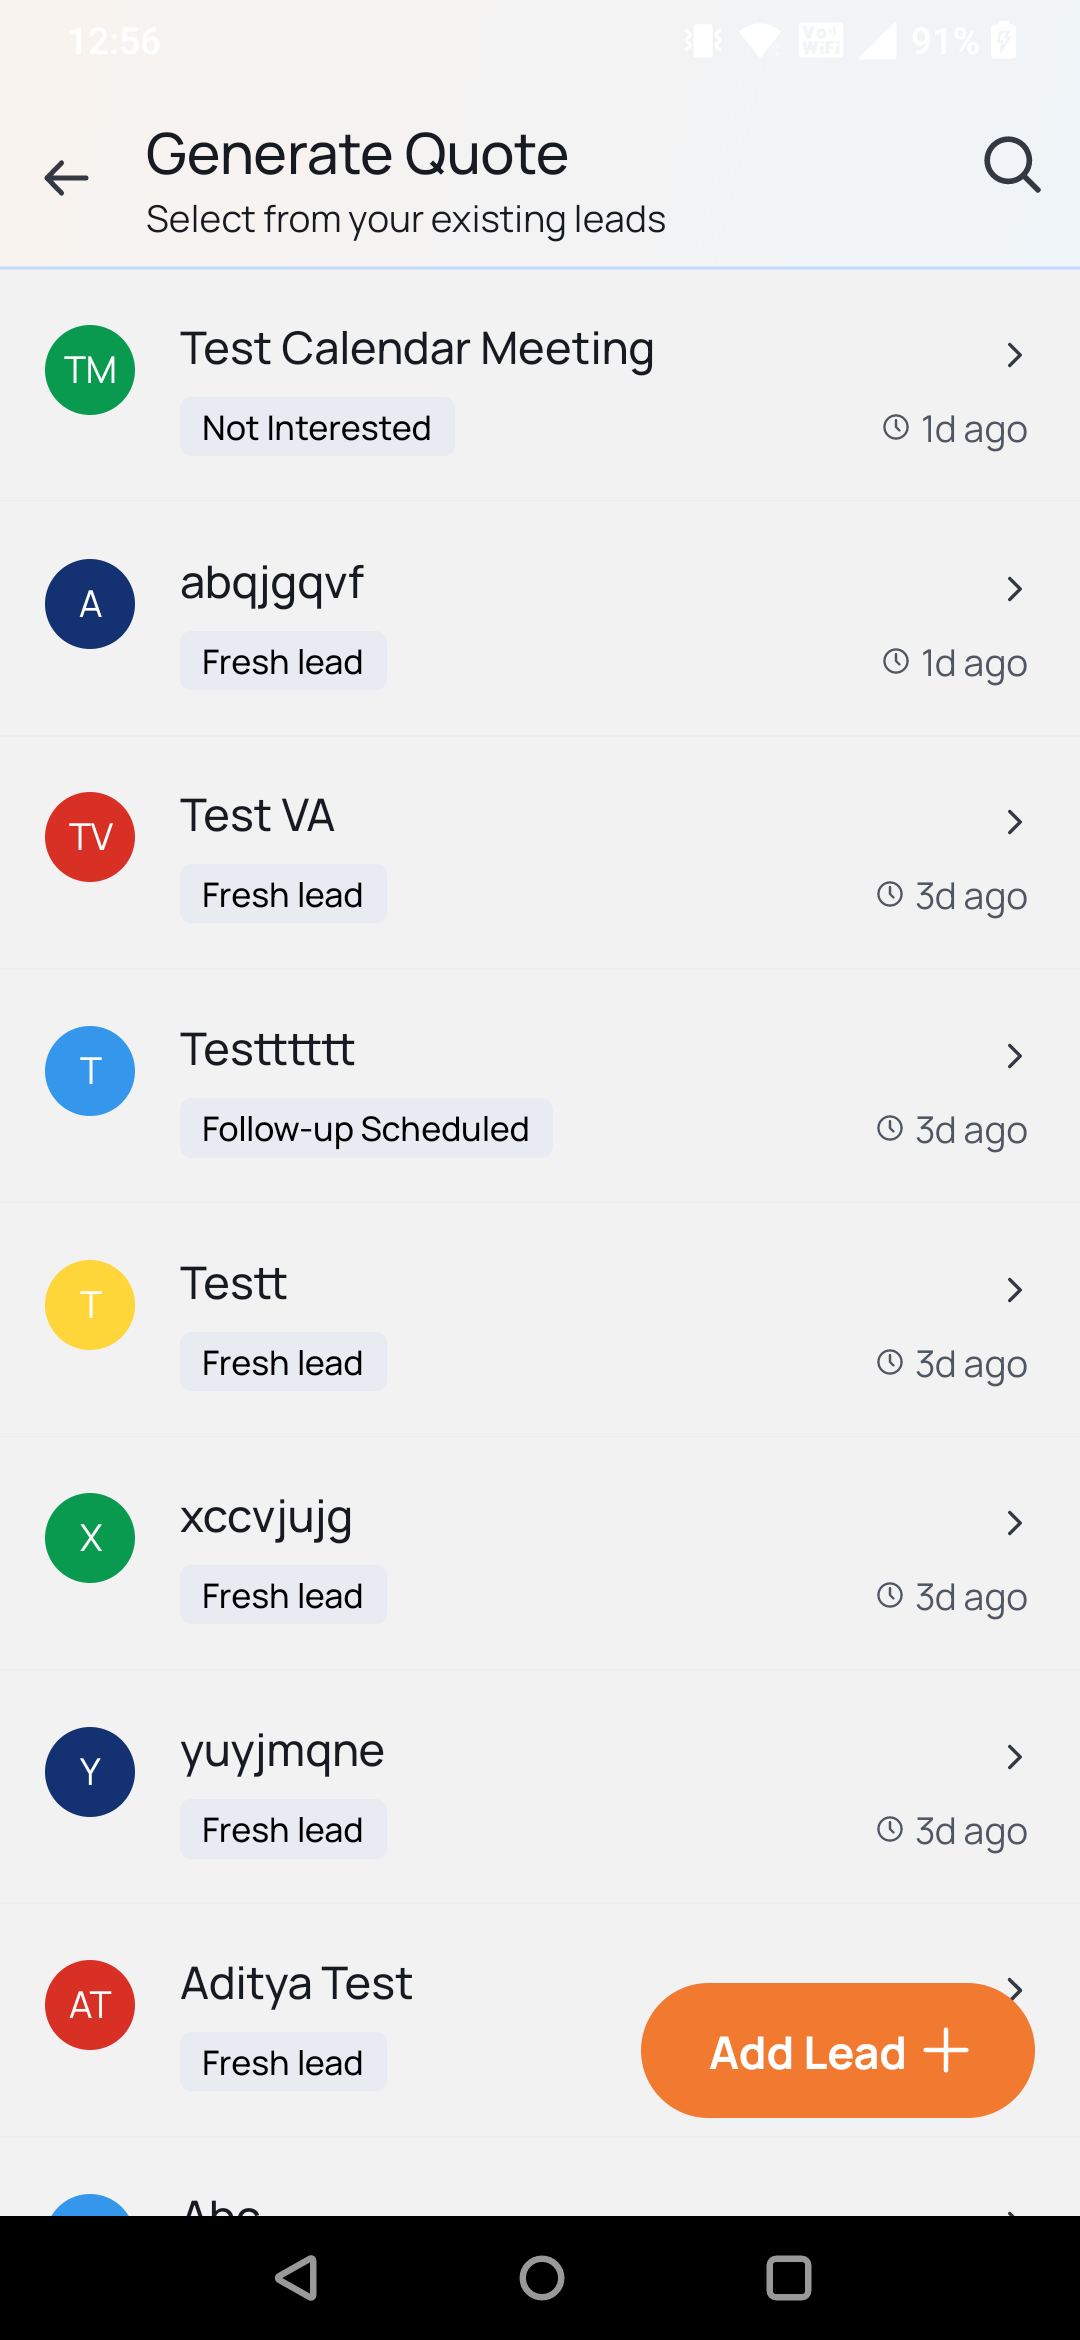 12:56
Vo
WiFi
91%
Generate Quote
Select from your existing leads
TM
Test Calendar Meeting
Not Interested
1d ago
A
abqjgqvf
Fresh lead
1d ago
TV
Test VA
Fresh lead
3d ago
T
Testttttt
Follow-up Scheduled
3d ago
T
Testt
Fresh lead
3d ago
X
xccvjujg
Fresh lead
3d ago
Y
yuyjmqne
Fresh lead
3d ago
AT
Aditya Test
Fresh lead
Add Lead
Abc